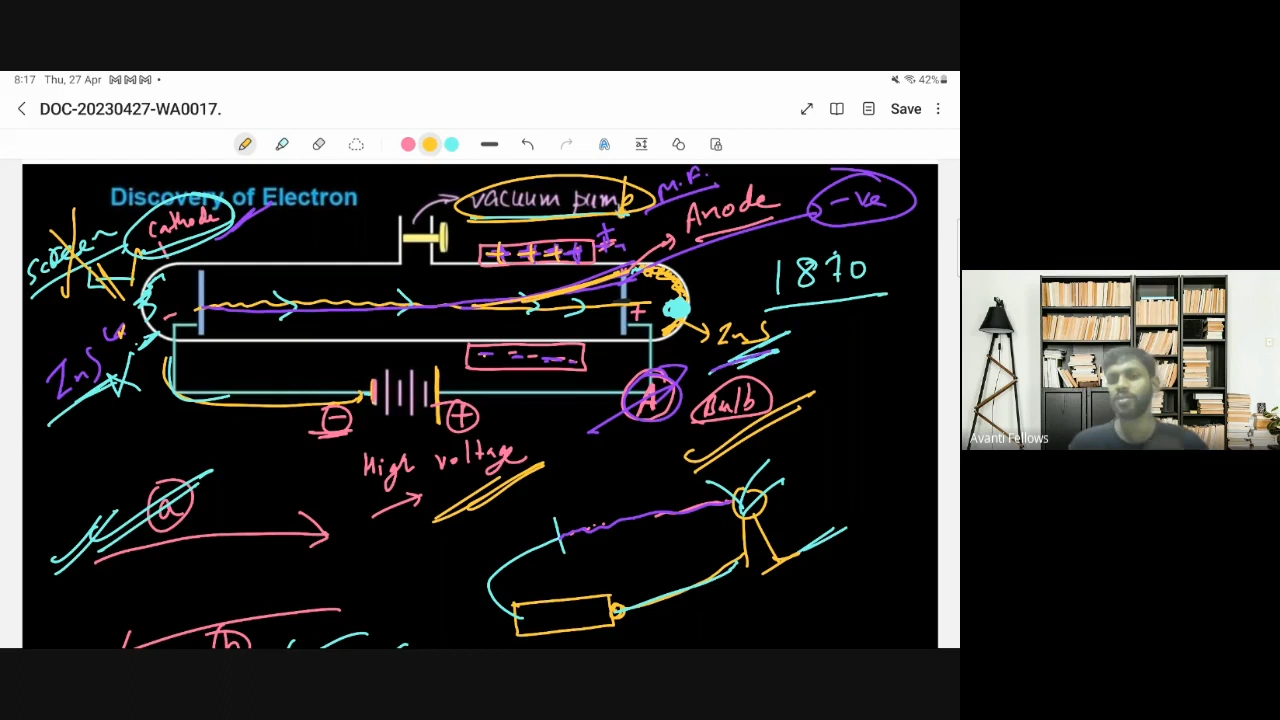 8:17 Thu, 27 Apr
42%
DOC-20230427-WA0017.
Save
Discovery of Electron
vacuum pump
M.F.
Anode
-ve
Cathode
Screen
1870
+ + + +
-
+
ZnS
ZnS
- - - - -
A
Bulb
-
+
High voltage
a
b
Avanti Fellows